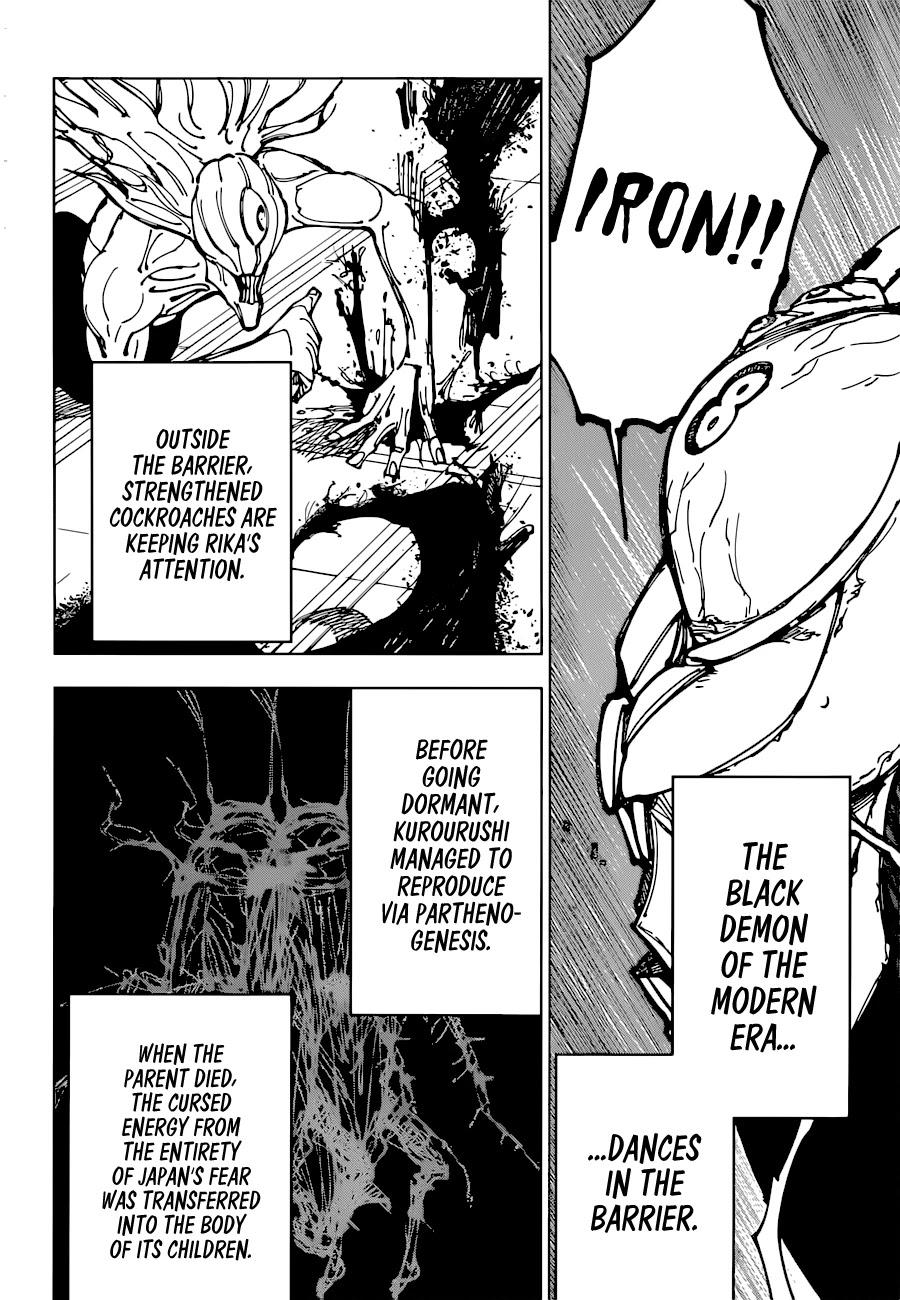 IRON!!
8
THE
BLACK
DEMON
OF THE
MODERN
ERA...
...DANCES
IN THE
BARRIER.
OUTSIDE
THE BARRIER,
STRENGTHENED
COCKROACHES ARE
KEEPING RIKA'S
ATTENTION.
BEFORE
GOING
DORMANT,
KUROURUSHI
MANAGED TO
REPRODUCE
VIA PARTHENO-
GENESIS.
WHEN THE
PARENT DIED,
THE CURSED
ENERGY FROM
THE ENTIRETY
OF JAPAN'S FEAR
WAS TRANSFERRED
INTO THE BODY
OF ITS CHILDREN.